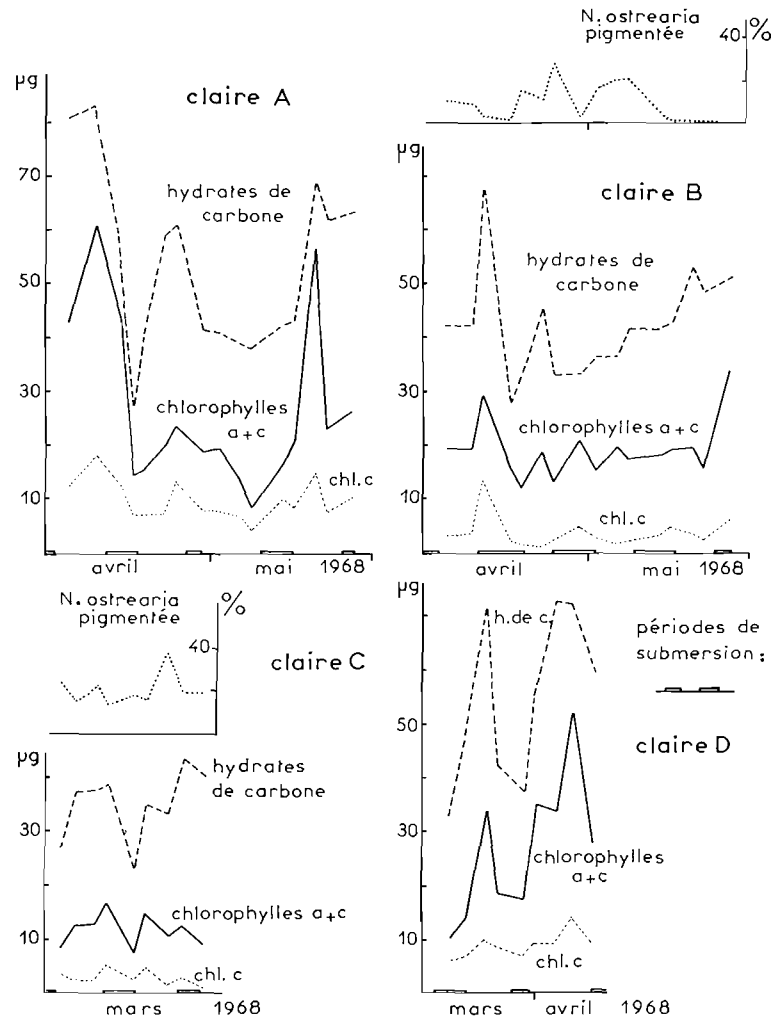 N. ostrearia
pigmentée
40 %
µg
claire A
70
hydrates de
carbone
50
30
chlorophylles
a+c
chl.c
10
avril
mai 1968
µg
claire B
hydrates de
carbone
50
30
chlorophylles a+c
chl.c
10
avril
mai 1968
N. ostrearia
pigmentée
%
40
claire C
µg
hydrates
de carbone
30
chlorophylles a+c
10
chl. c
mars 1968
µg
h.de c.
périodes de
submersion:
50
claire D
30
chlorophylles
a+c
10
chl.c
mars avril 1968